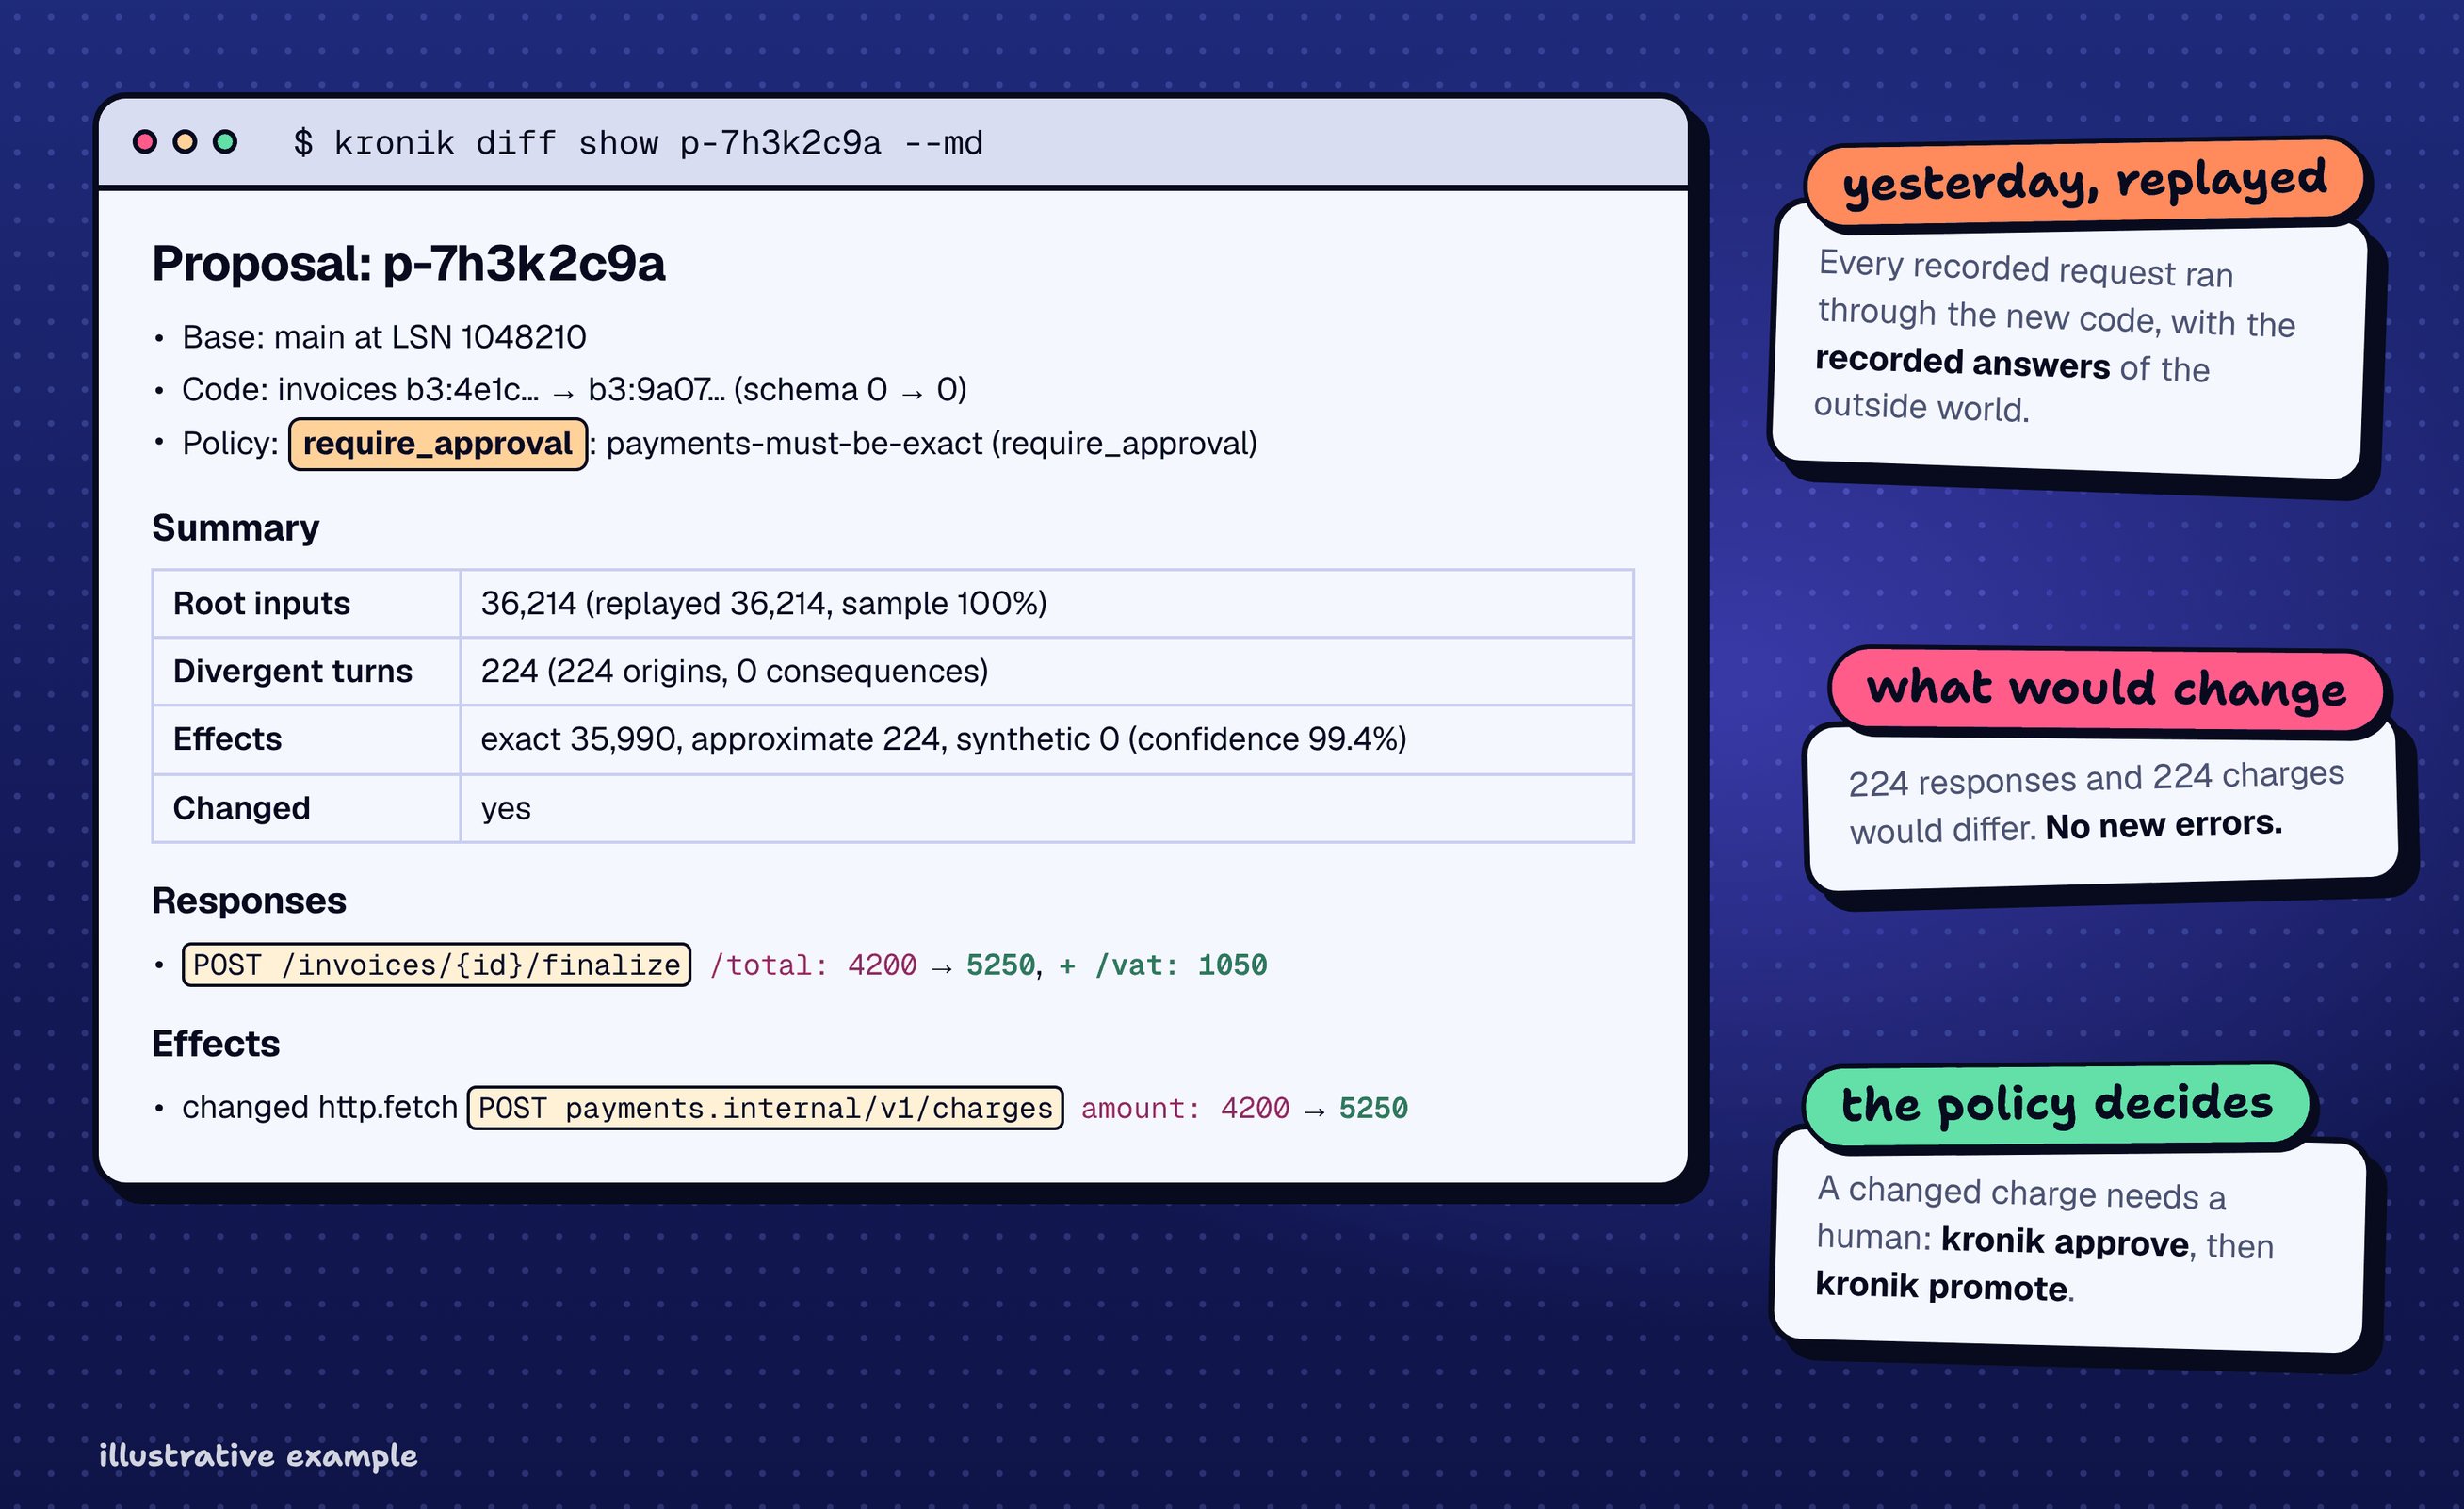 $ kronik diff show p-7h3k2c9a --md
Proposal: p-7h3k2c9a
• Base: main at LSN 1048210
• Code: invoices b3:4e1c… → b3:9a07… (schema 0 → 0)
• Policy: require_approval: payments-must-be-exact (require_approval)
Summary
Root inputs 36,214 (replayed 36,214, sample 100%)
Divergent turns 224 (224 origins, 0 consequences)
Effects exact 35,990, approximate 224, synthetic 0 (confidence 99.4%)
Changed yes
Responses
• POST /invoices/{id}/finalize /total: 4200 → 5250, + /vat: 1050
Effects
• changed http.fetch POST payments.internal/v1/charges amount: 4200 → 5250
yesterday, replayed
Every recorded request ran
through the new code, with the
recorded answers of the
outside world.
what would change
224 responses and 224 charges
would differ. No new errors.
the policy decides
A changed charge needs a
human: kronik approve, then
kronik promote.
illustrative example